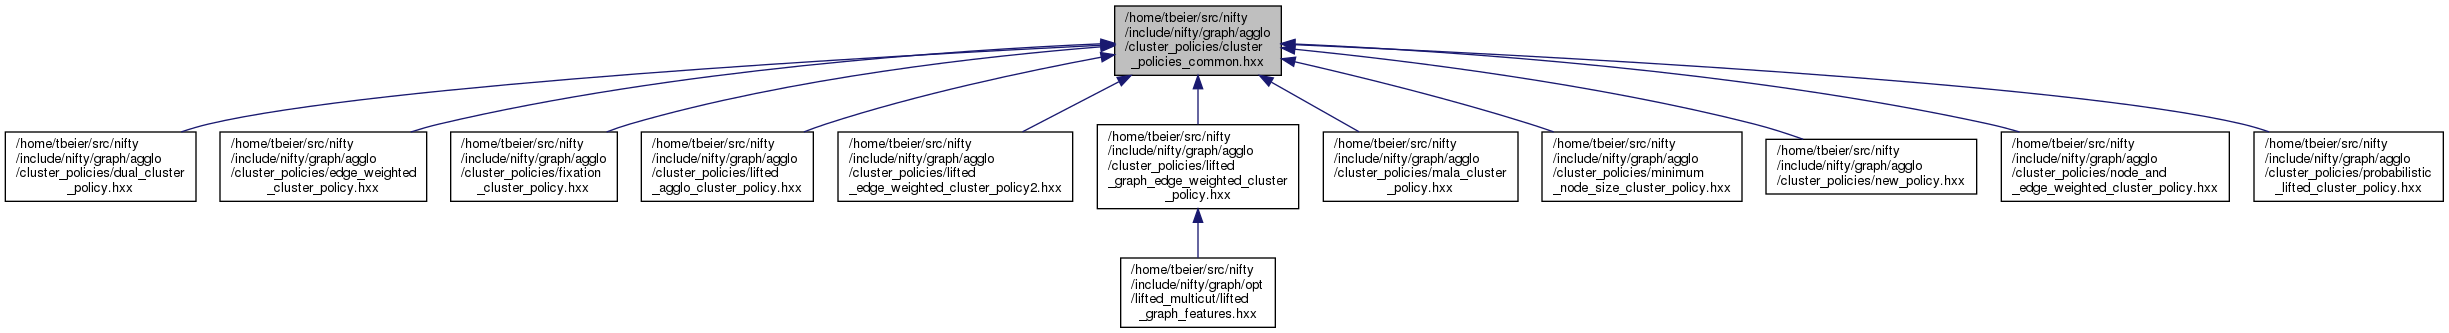 /home/tbeier/src/nifty
/include/nifty/graph/agglo
/cluster_policies/cluster
_policies_common.hxx
/home/tbeier/src/nifty
/include/nifty/graph/agglo
/cluster_policies/dual_cluster
_policy.hxx
/home/tbeier/src/nifty
/include/nifty/graph/agglo
/cluster_policies/edge_weighted
_cluster_policy.hxx
/home/tbeier/src/nifty
/include/nifty/graph/agglo
/cluster_policies/fixation
_cluster_policy.hxx
/home/tbeier/src/nifty
/include/nifty/graph/agglo
/cluster_policies/lifted
_agglo_cluster_policy.hxx
/home/tbeier/src/nifty
/include/nifty/graph/agglo
/cluster_policies/lifted
_edge_weighted_cluster_policy2.hxx
/home/tbeier/src/nifty
/include/nifty/graph/agglo
/cluster_policies/lifted
_graph_edge_weighted_cluster
_policy.hxx
/home/tbeier/src/nifty
/include/nifty/graph/agglo
/cluster_policies/mala_cluster
_policy.hxx
/home/tbeier/src/nifty
/include/nifty/graph/agglo
/cluster_policies/minimum
_node_size_cluster_policy.hxx
/home/tbeier/src/nifty
/include/nifty/graph/agglo
/cluster_policies/new_policy.hxx
/home/tbeier/src/nifty
/include/nifty/graph/agglo
/cluster_policies/node_and
_edge_weighted_cluster_policy.hxx
/home/tbeier/src/nifty
/include/nifty/graph/agglo
/cluster_policies/probabilistic
_lifted_cluster_policy.hxx
/home/tbeier/src/nifty
/include/nifty/graph/opt
/lifted_multicut/lifted
_graph_features.hxx